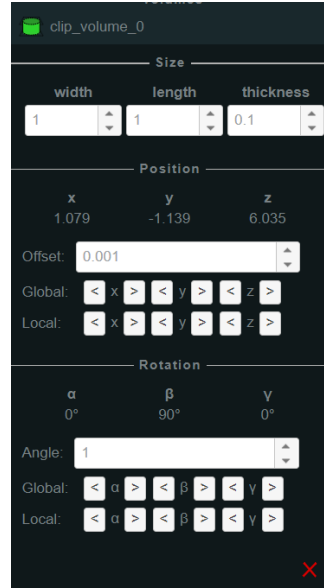 Volumes
clip_volume_0
Size
width length thickness
1 1 0.1
Position
x y z
1.079 -1.139 6.035
Offset: 0.001
Global: < x > < y > < z >
Local: < x > < y > < z >
Rotation
α β γ
0° 90° 0°
Angle: 1
Global: < α > < β > < γ >
Local: < α > < β > < γ >